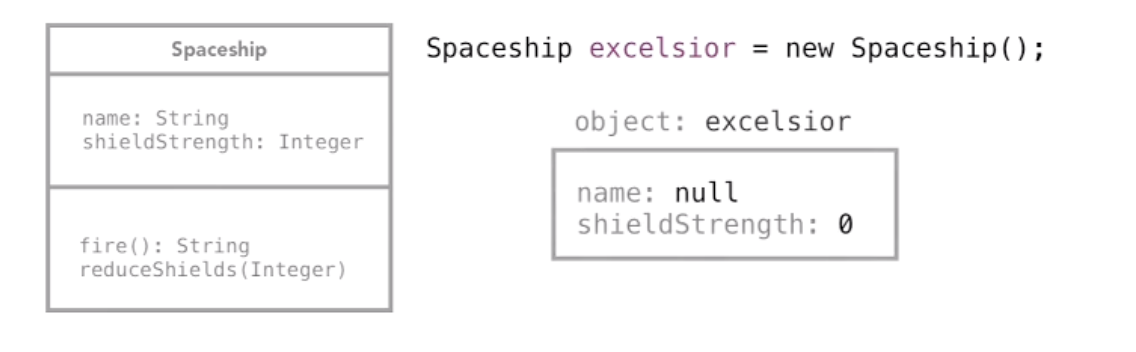 Spaceship
name: String
shieldStrength: Integer
fire(): String
reduceShields(Integer)
Spaceship excelsior = new Spaceship();
object: excelsior
name: null
shieldStrength: 0